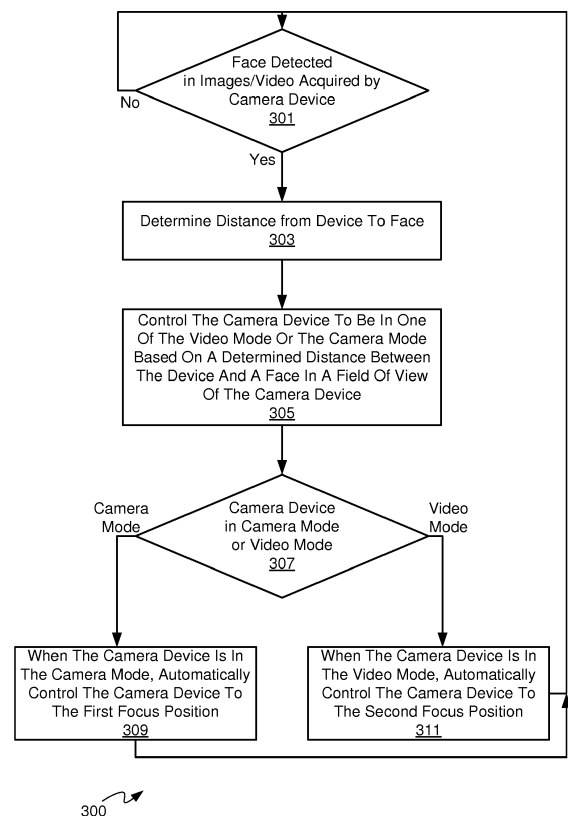 Face Detected
in Images/Video Acquired by
Camera Device
301
No
Yes
Determine Distance from Device To Face
303
Control The Camera Device To Be In One
Of The Video Mode Or The Camera Mode
Based On A Determined Distance Between
The Device And A Face In A Field Of View
Of The Camera Device
305
Camera
Mode
Camera Device
in Camera Mode
or Video Mode
307
Video
Mode
When The Camera Device Is In
The Camera Mode, Automatically
Control The Camera Device To
The First Focus Position
309
When The Camera Device Is In
The Video Mode, Automatically
Control The Camera Device To
The Second Focus Position
311
300